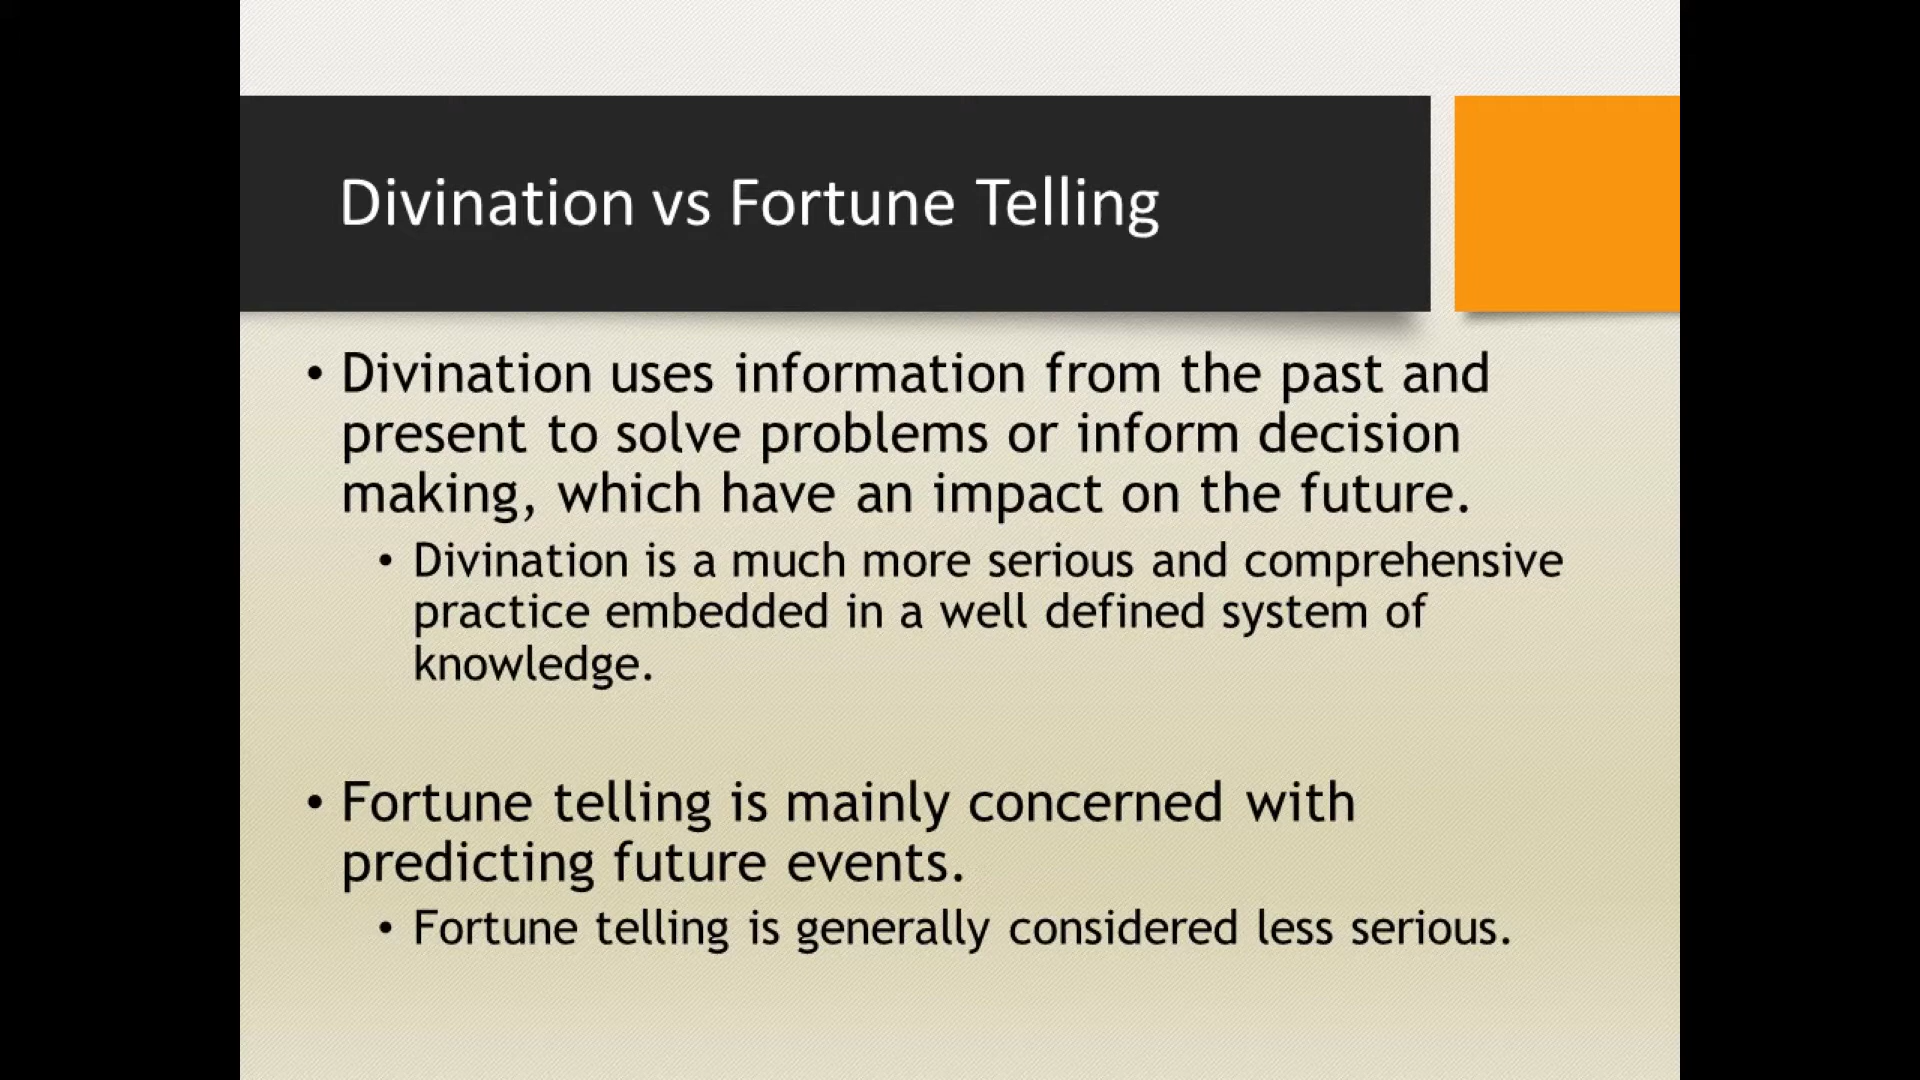 Divination vs Fortune Telling
• Divination uses information from the past and
present to solve problems or inform decision
making, which have an impact on the future.
• Divination is a much more serious and comprehensive
practice embedded in a well defined system of
knowledge.
• Fortune telling is mainly concerned with
predicting future events.
• Fortune telling is generally considered less serious.